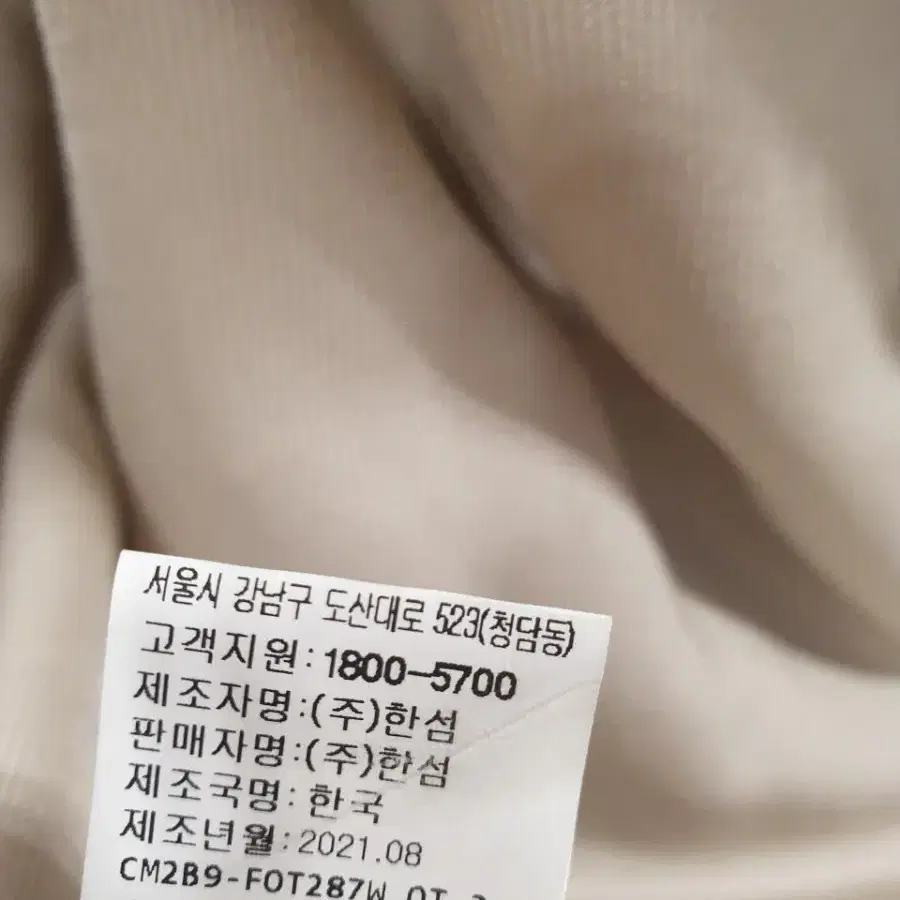 서울시 강남구 도산대로 523(청담동)
고객지원:1800-5700
제조자명:(주)한섬
판매자명:(주)한섬
제조국명:한국
제조년월:2021.08
CM2B9-FOT287W